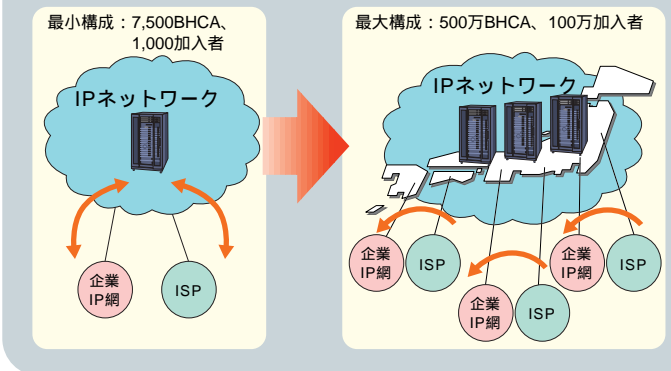 最小構成：7,500BHCA、
1,000加入者
IPネットワーク
企業
IP網
ISP
最大構成：500万BHCA、100万加入者
IPネットワーク
企業
IP網
ISP
企業
IP網
ISP
企業
IP網
ISP